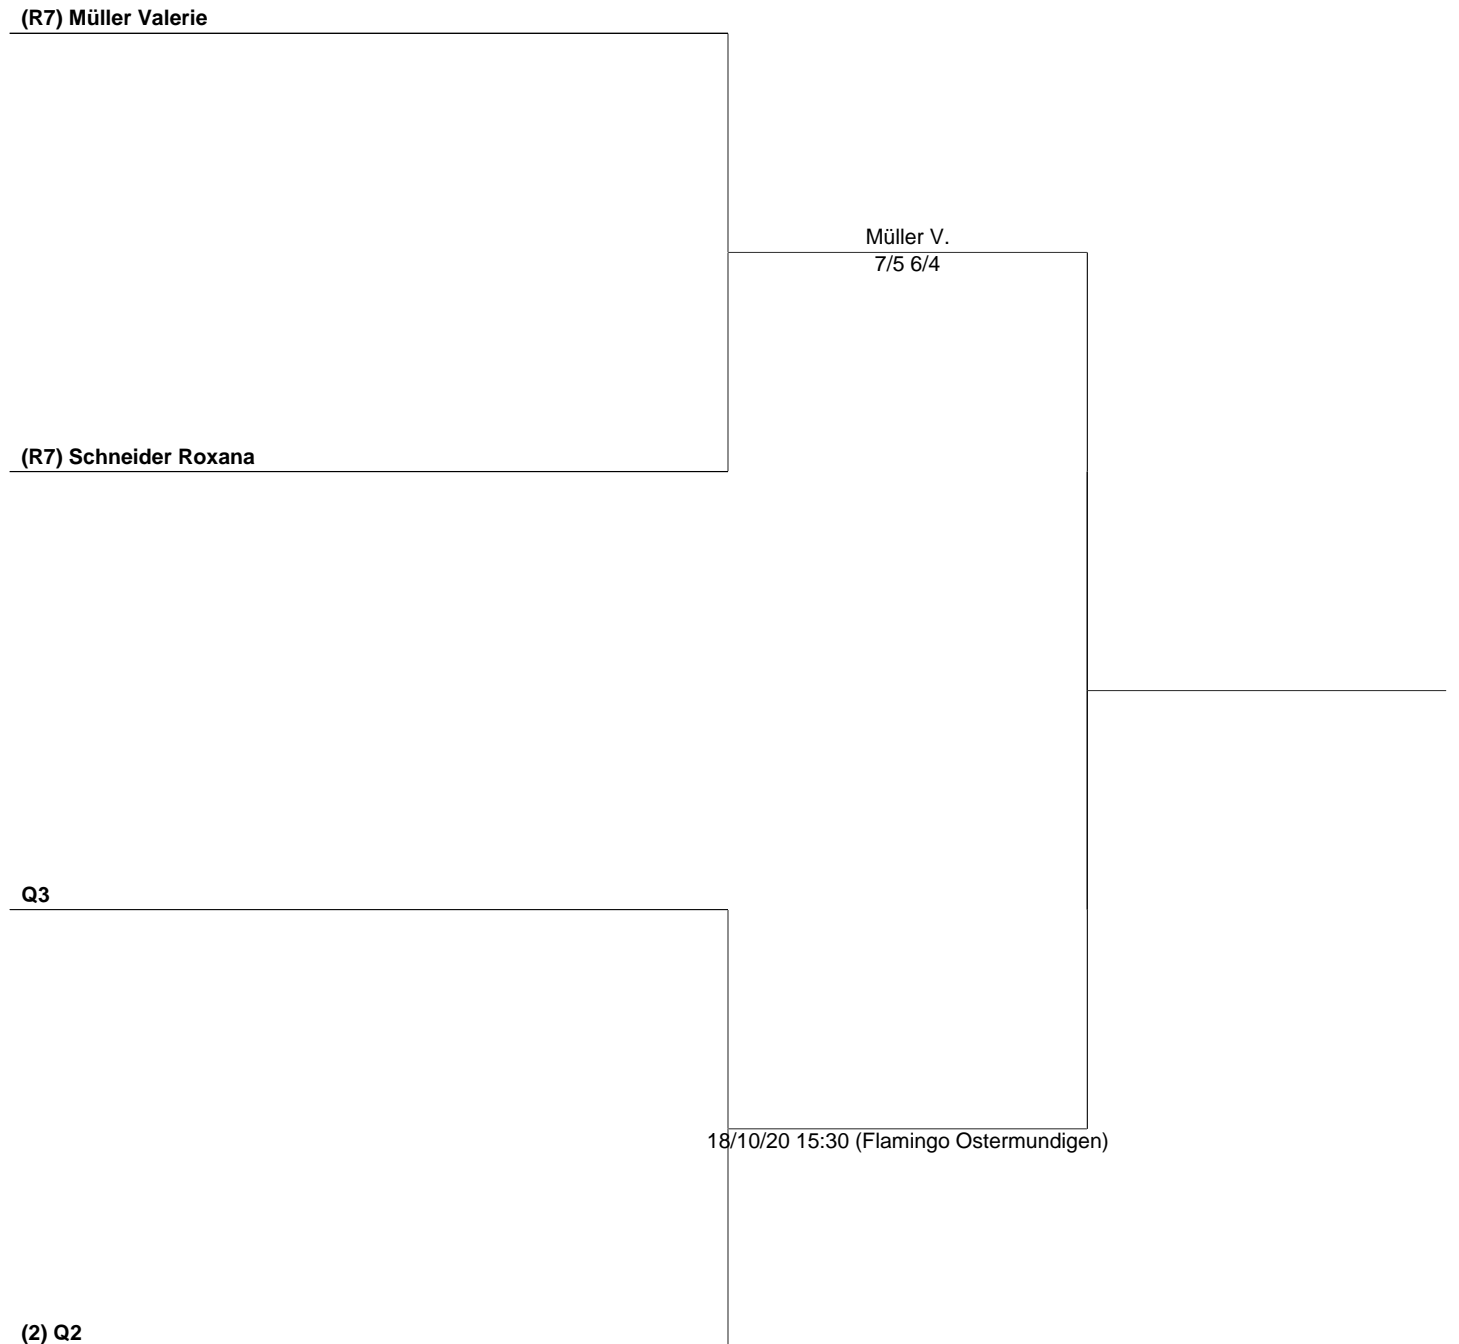 (R7) Müller Valerie
Müller V.
7/5 6/4
(R7) Schneider Roxana
Q3
18/10/20 15:30 (Flamingo Ostermundigen)
(2) Q2